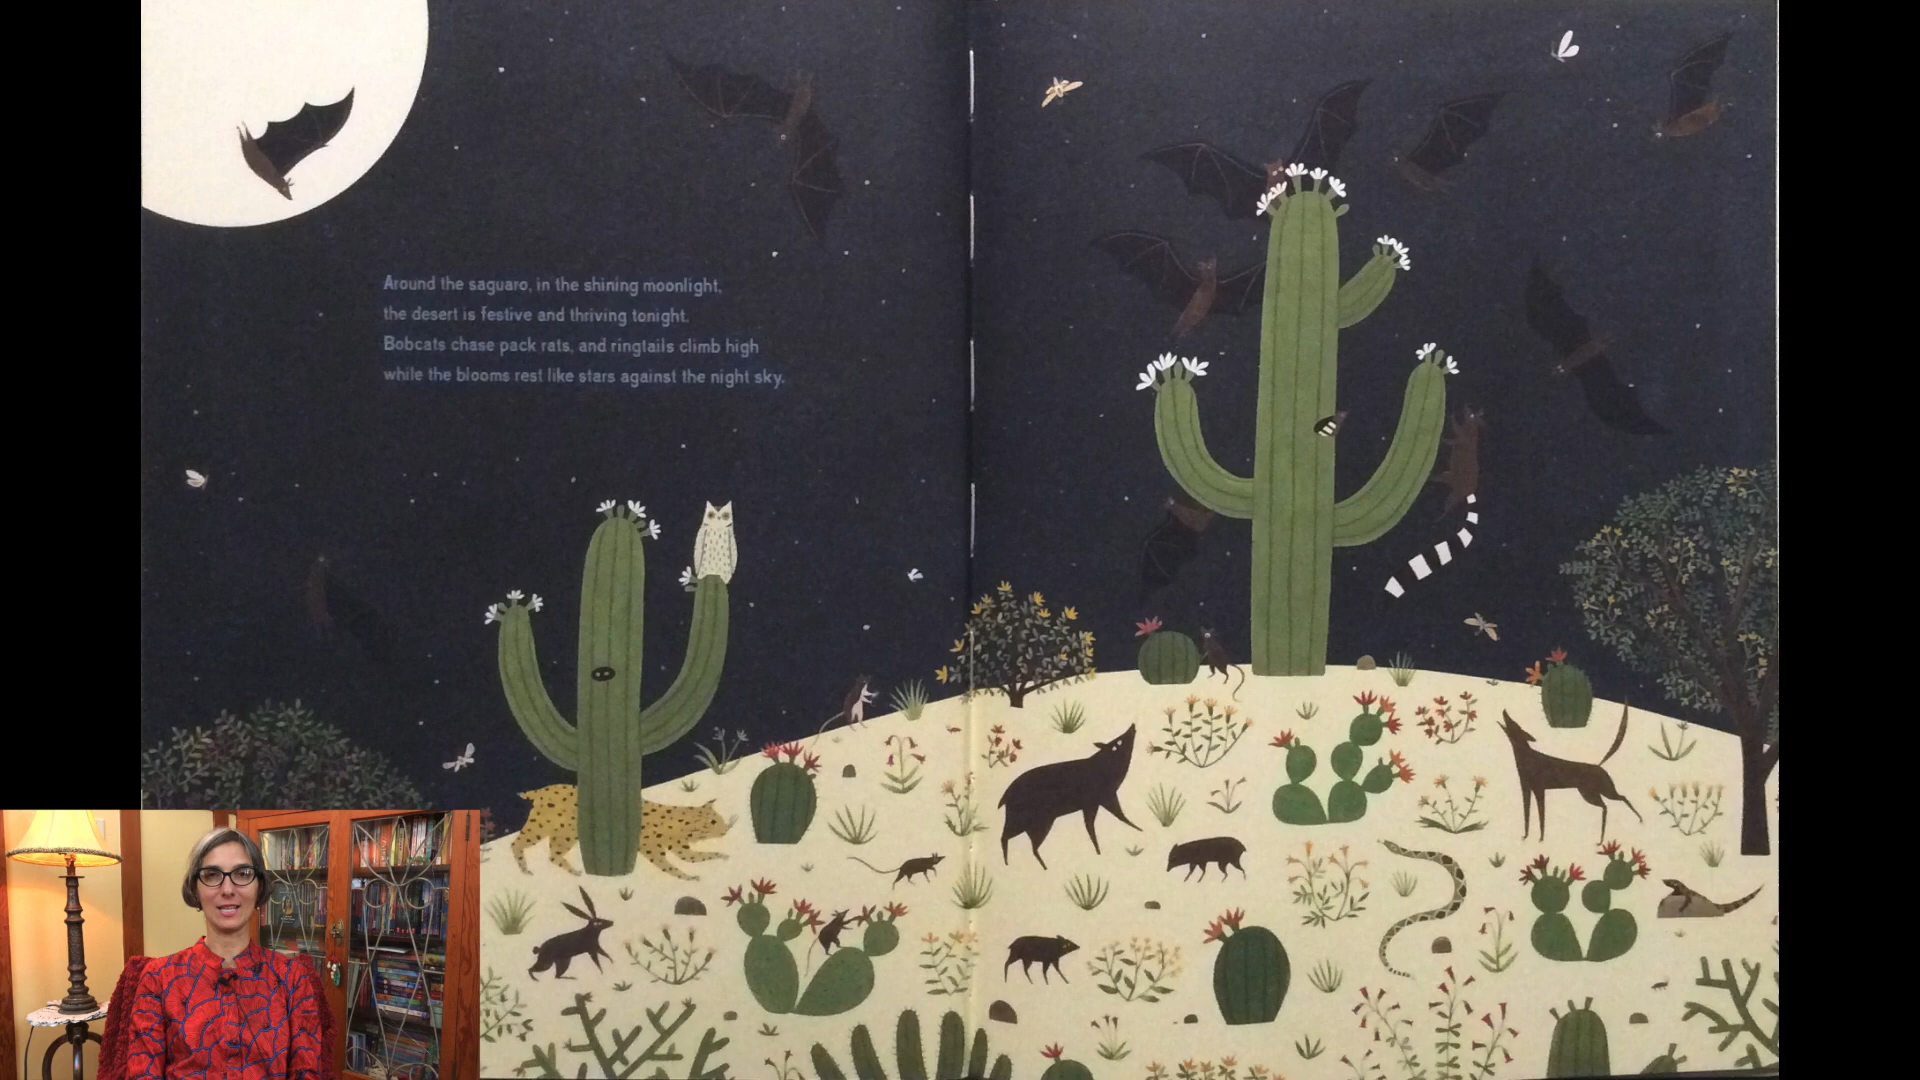 Around the saguaro, in the shining moonlight,
the desert is festive and thriving tonight.
Bobcats chase pack rats, and ringtails climb high
while the blooms rest like stars against the night sky.